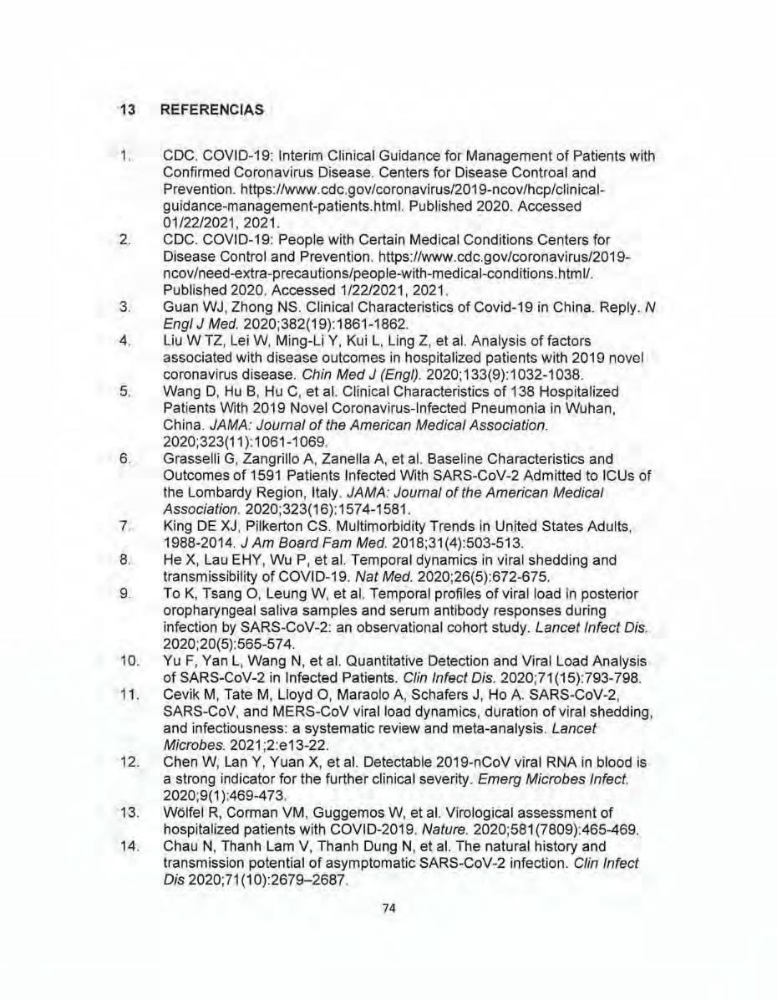 13 REFERENCIAS
1. CDC. COVID-19: Interim Clinical Guidance for Management of Patients with
Confirmed Coronavirus Disease. Centers for Disease Controal and
Prevention. https://www.cdc.gov/coronavirus/2019-ncov/hcp/clinical-
guidance-management-patients.html. Published 2020. Accessed
01/22/2021, 2021.
2. CDC. COVID-19: People with Certain Medical Conditions Centers for
Disease Control and Prevention. https://www.cdc.gov/coronavirus/2019-
ncov/need-extra-precautions/people-with-medical-conditions.html/.
Published 2020. Accessed 1/22/2021, 2021.
3. Guan WJ, Zhong NS. Clinical Characteristics of Covid-19 in China. Reply. N
Engl J Med. 2020;382(19):1861-1862.
4. Liu W TZ, Lei W, Ming-Li Y, Kui L, Ling Z, et al. Analysis of factors
associated with disease outcomes in hospitalized patients with 2019 novel
coronavirus disease. Chin Med J (Engl). 2020;133(9):1032-1038.
5. Wang D, Hu B, Hu C, et al. Clinical Characteristics of 138 Hospitalized
Patients With 2019 Novel Coronavirus-Infected Pneumonia in Wuhan,
China. JAMA: Journal of the American Medical Association.
2020;323(11):1061-1069.
6. Grasselli G, Zangrillo A, Zanella A, et al. Baseline Characteristics and
Outcomes of 1591 Patients Infected With SARS-CoV-2 Admitted to ICUs of
the Lombardy Region, Italy. JAMA: Journal of the American Medical
Association. 2020;323(16):1574-1581.
7. King DE XJ, Pilkerton CS. Multimorbidity Trends in United States Adults,
1988-2014. J Am Board Fam Med. 2018;31(4):503-513.
8. He X, Lau EHY, Wu P, et al. Temporal dynamics in viral shedding and
transmissibility of COVID-19. Nat Med. 2020;26(5):672-675.
9. To K, Tsang O, Leung W, et al. Temporal profiles of viral load in posterior
oropharyngeal saliva samples and serum antibody responses during
infection by SARS-CoV-2: an observational cohort study. Lancet Infect Dis.
2020;20(5):565-574.
10. Yu F, Yan L, Wang N, et al. Quantitative Detection and Viral Load Analysis
of SARS-CoV-2 in Infected Patients. Clin Infect Dis. 2020;71(15):793-798.
11. Cevik M, Tate M, Lloyd O, Maraolo A, Schafers J, Ho A. SARS-CoV-2,
SARS-CoV, and MERS-CoV viral load dynamics, duration of viral shedding,
and infectiousness: a systematic review and meta-analysis. Lancet
Microbes. 2021;2:e13-22.
12. Chen W, Lan Y, Yuan X, et al. Detectable 2019-nCoV viral RNA in blood is
a strong indicator for the further clinical severity. Emerg Microbes Infect.
2020;9(1):469-473.
13. Wölfel R, Corman VM, Guggemos W, et al. Virological assessment of
hospitalized patients with COVID-2019. Nature. 2020;581(7809):465-469.
14. Chau N, Thanh Lam V, Thanh Dung N, et al. The natural history and
transmission potential of asymptomatic SARS-CoV-2 infection. Clin Infect
Dis 2020;71(10):2679–2687.
74